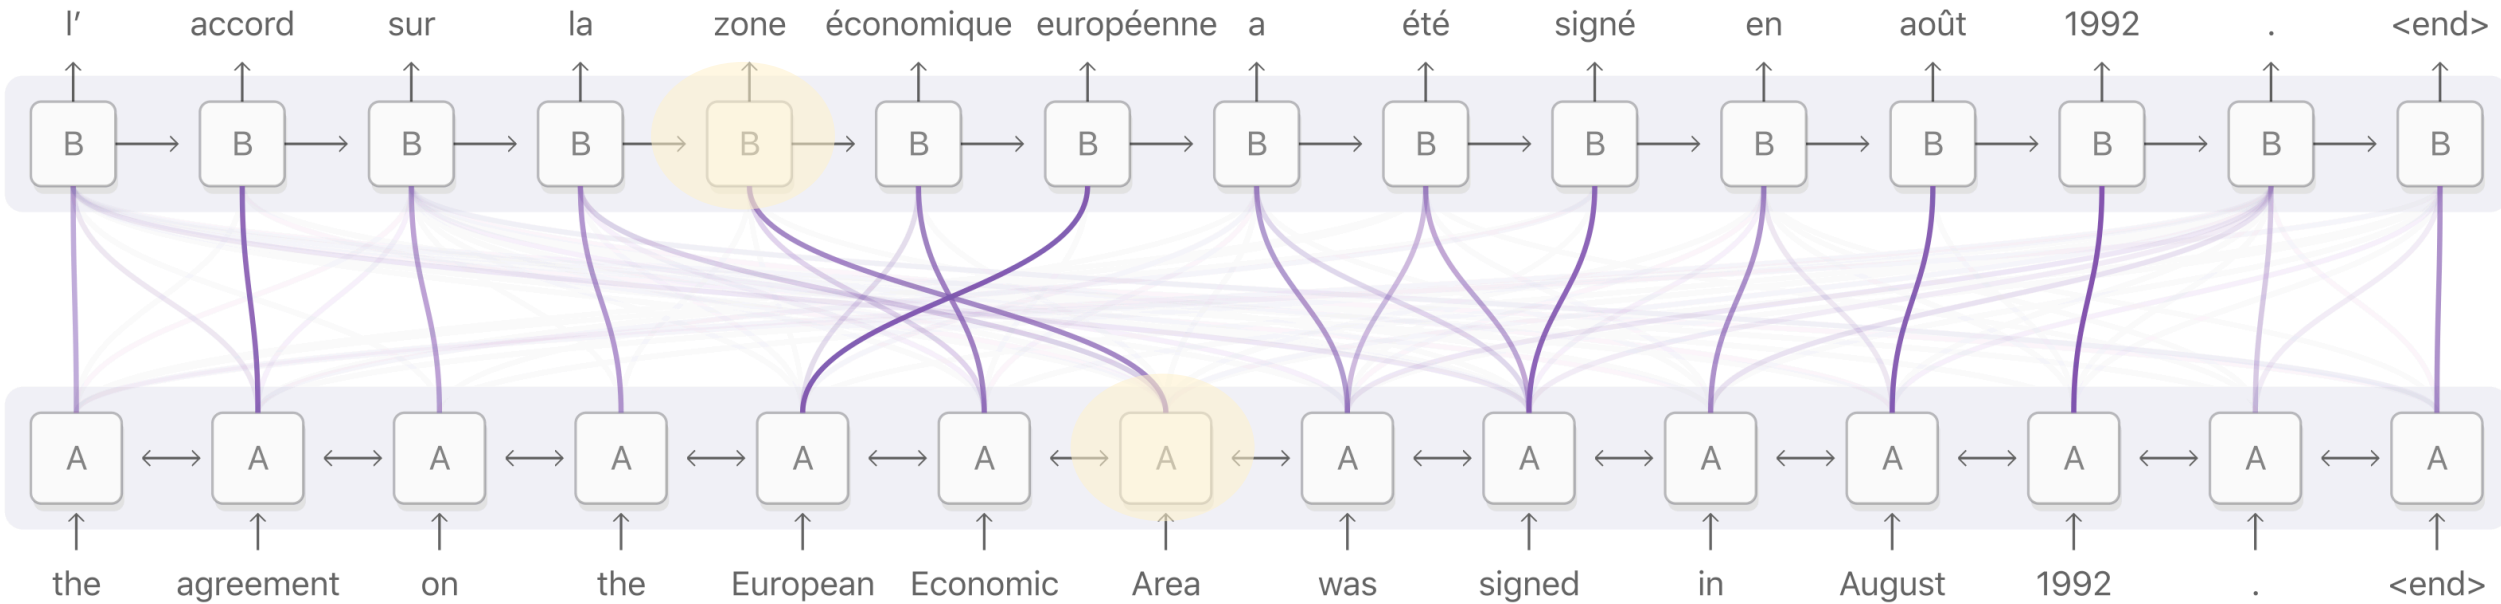 l’ accord sur la zone économique européenne a été signé en août 1992 . <end>
B B B B B B B B B B B B B B B
A A A A A A A A A A A A A A
the agreement on the European Economic Area was signed in August 1992 . <end>